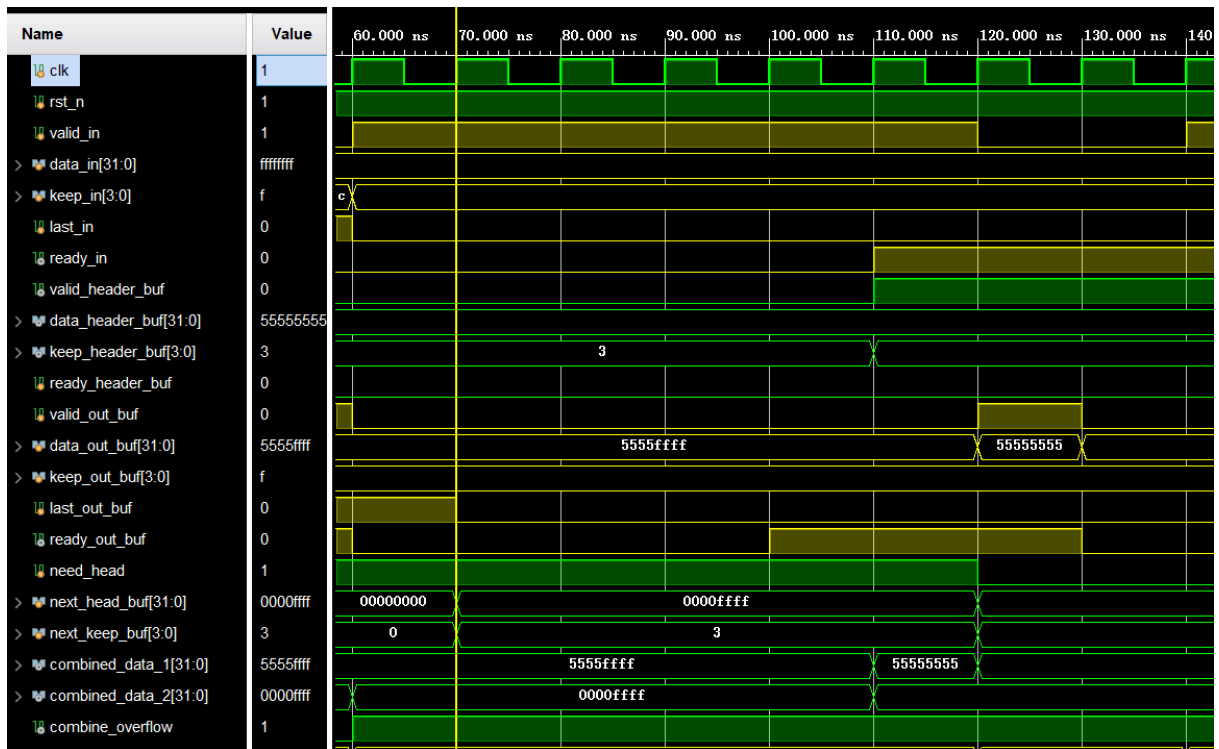 Name Value 60.000 ns 70.000 ns 80.000 ns 90.000 ns 100.000 ns 110.000 ns 120.000 ns 130.000 ns 140
clk 1
rst_n 1
valid_in 1
data_in[31:0] ffffffff
keep_in[3:0] f c
last_in 0
ready_in 0
valid_header_buf 0
data_header_buf[31:0] 55555555
keep_header_buf[3:0] 3 3
ready_header_buf 0
valid_out_buf 0
data_out_buf[31:0] 5555ffff 5555ffff 55555555
keep_out_buf[3:0] f
last_out_buf 0
ready_out_buf 0
need_head 1
next_head_buf[31:0] 0000ffff 00000000 0000ffff
next_keep_buf[3:0] 3 0 3
combined_data_1[31:0] 5555ffff 5555ffff 55555555
combined_data_2[31:0] 0000ffff 0000ffff
combine_overflow 1